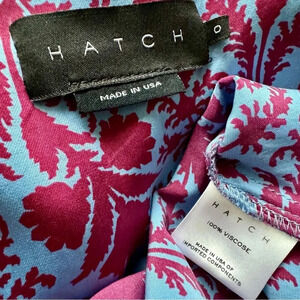 HATCH
0
MADE IN USA
HATCH
100% VISCOSE
MADE IN USA OF
IMPORTED COMPONENTS